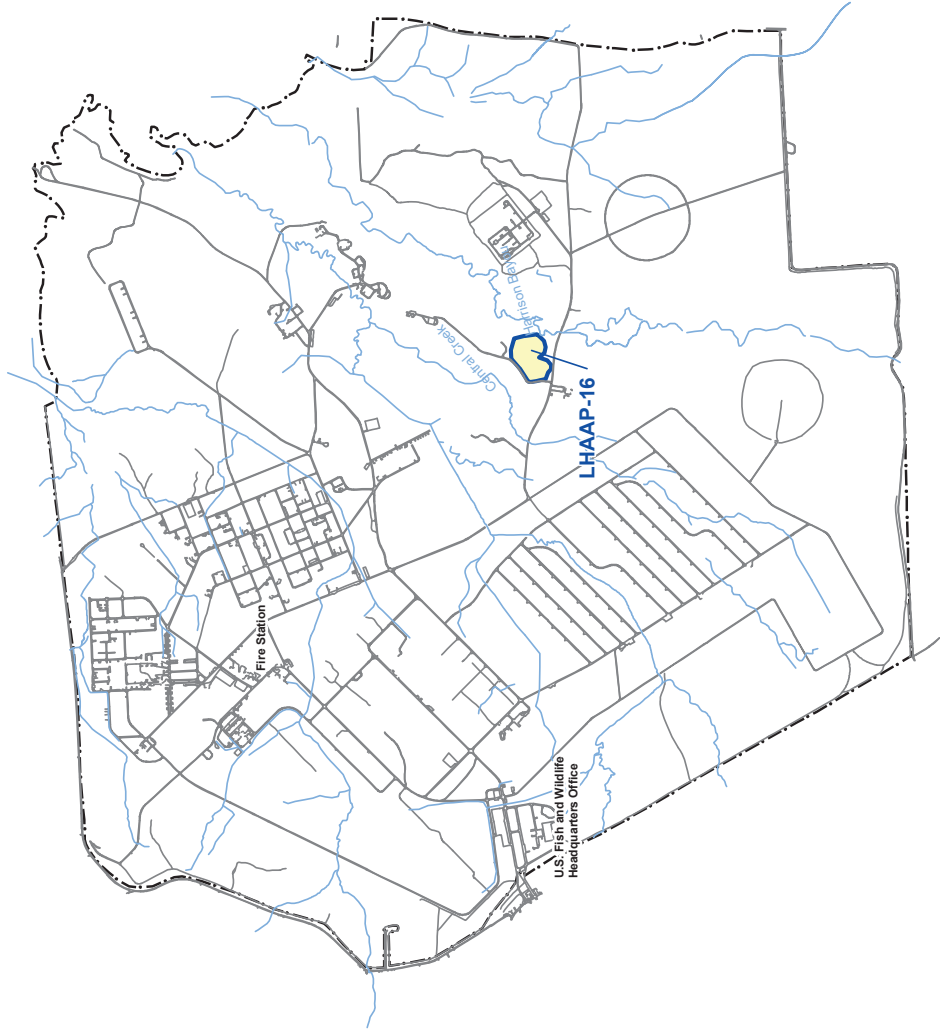 Central Creek
Harrison Bayou
LHAAP-16
Fire Station
U.S. Fish and Wildlife
Headquarters Office